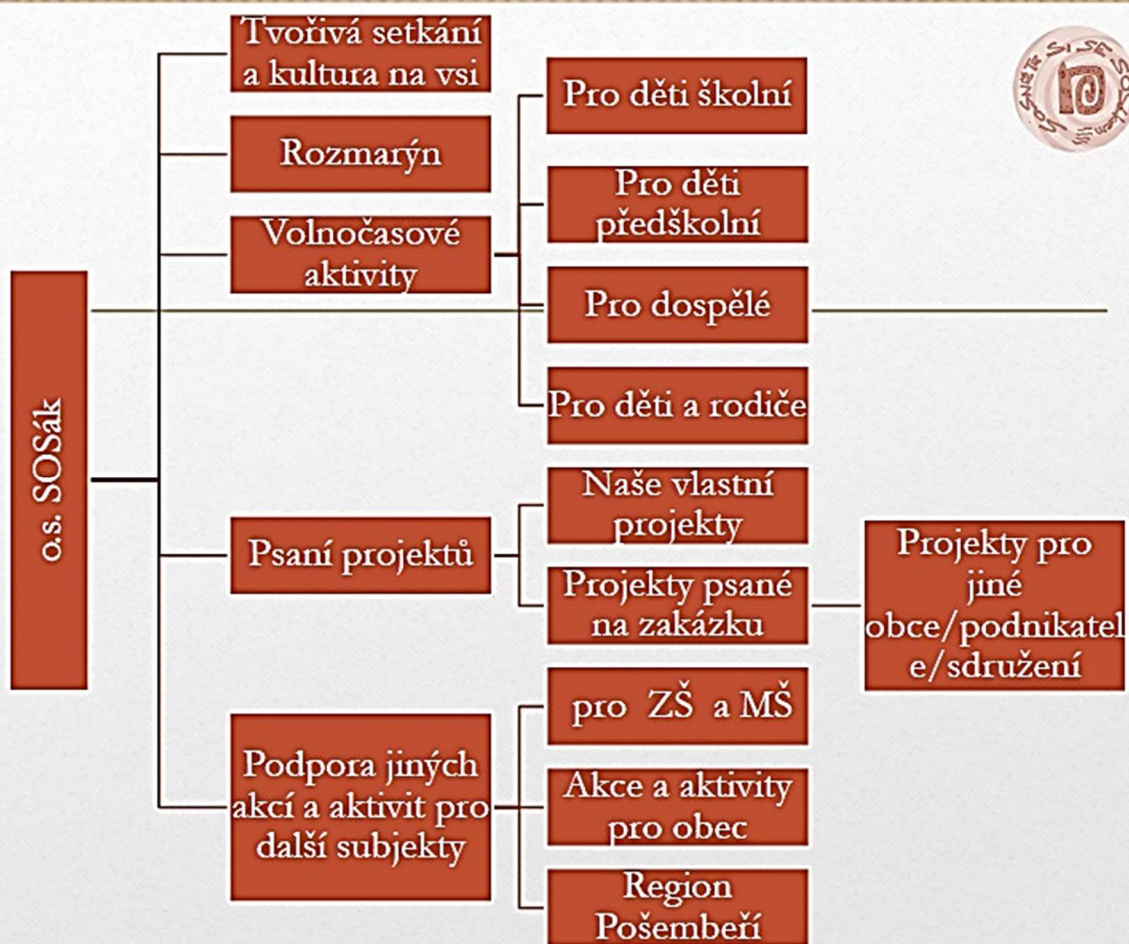 Tvořivá setkání
a kultura na vsi
Rozmarýn
Volnočasové
aktivity
Pro děti školní
Pro děti
předškolní
Pro dospělé
Pro děti a rodiče
o.s. SOSák
Psaní projektů
Naše vlastní
projekty
Projekty psané
na zakázku
Projekty pro
jiné
obce/podnikatel
e/sdružení
Podpora jiných
akcí a aktivit pro
další subjekty
pro ZŠ a MŠ
Akce a aktivity
pro obec
Region
Pošembeří